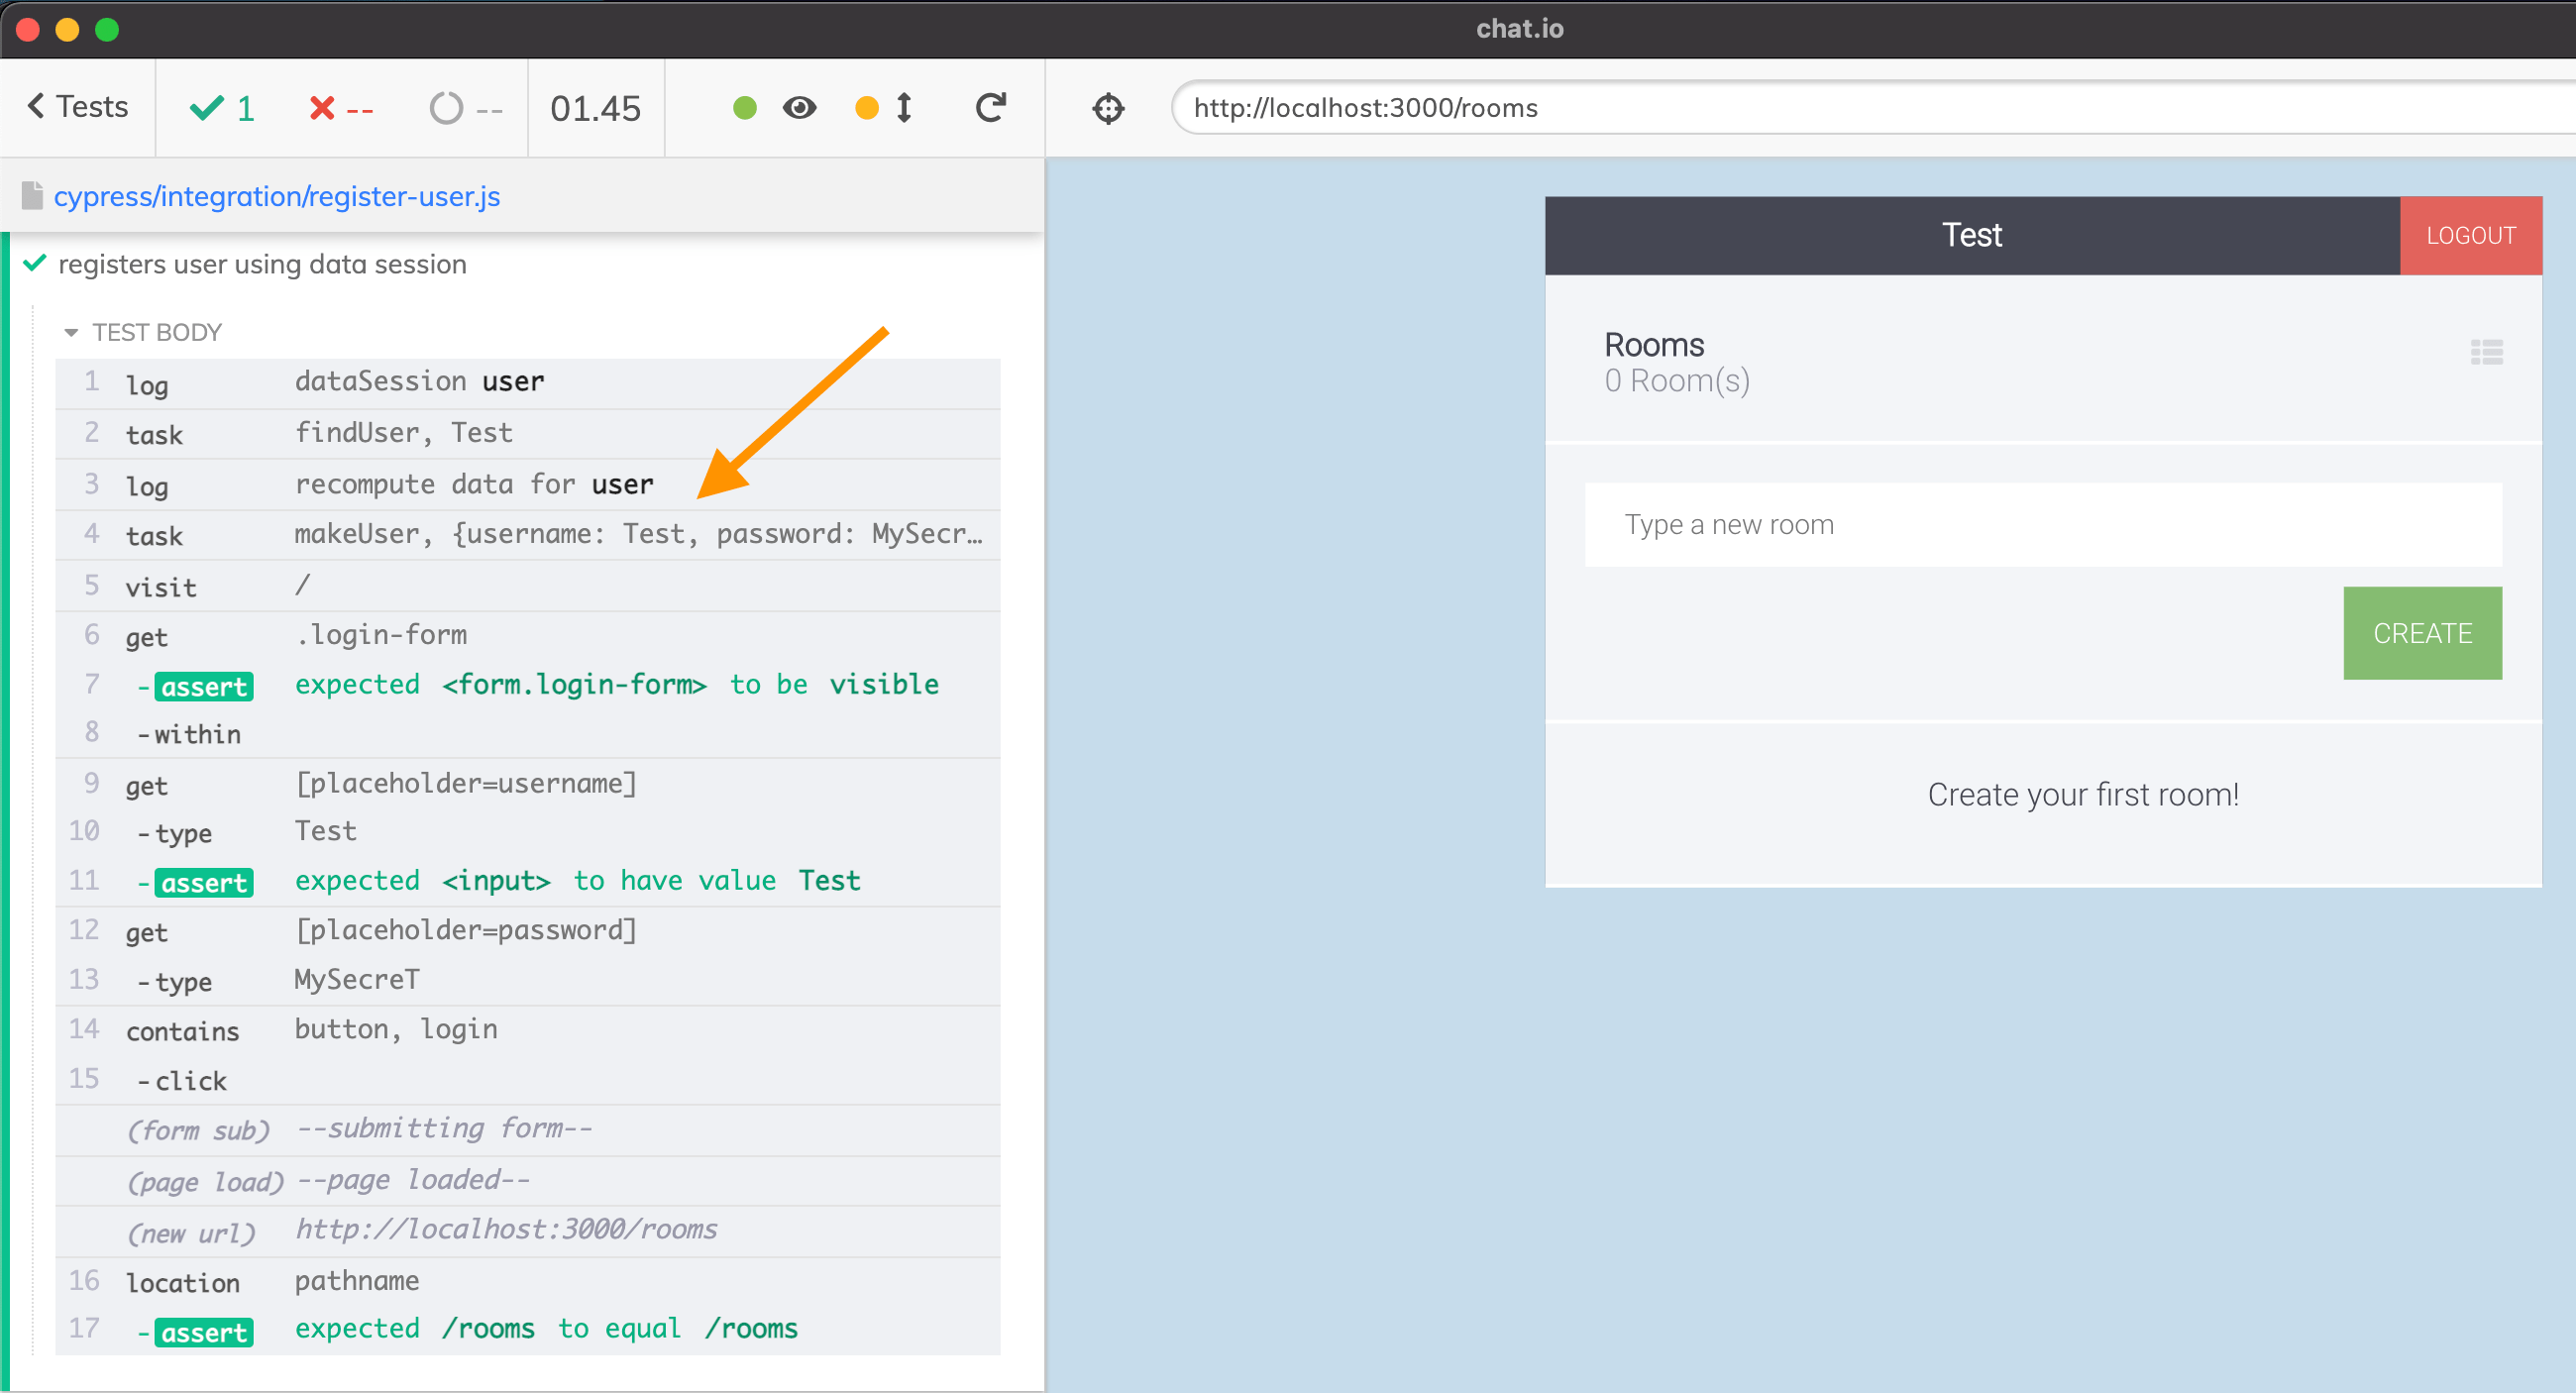 chat.io
Tests 1 -- -- 01.45 http://localhost:3000/rooms
cypress/integration/register-user.js
registers user using data session
TEST BODY
1 log dataSession user
2 task findUser, Test
3 log recompute data for user
4 task makeUser, {username: Test, password: MySecr…
5 visit /
6 get .login-form
7 -assert expected <form.login-form> to be visible
8 -within
9 get [placeholder=username]
10 -type Test
11 -assert expected <input> to have value Test
12 get [placeholder=password]
13 -type MySecreT
14 contains button, login
15 -click
(form sub) --submitting form--
(page load) --page loaded--
(new url) http://localhost:3000/rooms
16 location pathname
17 -assert expected /rooms to equal /rooms
Test LOGOUT
Rooms
0 Room(s)
Type a new room
CREATE
Create your first room!